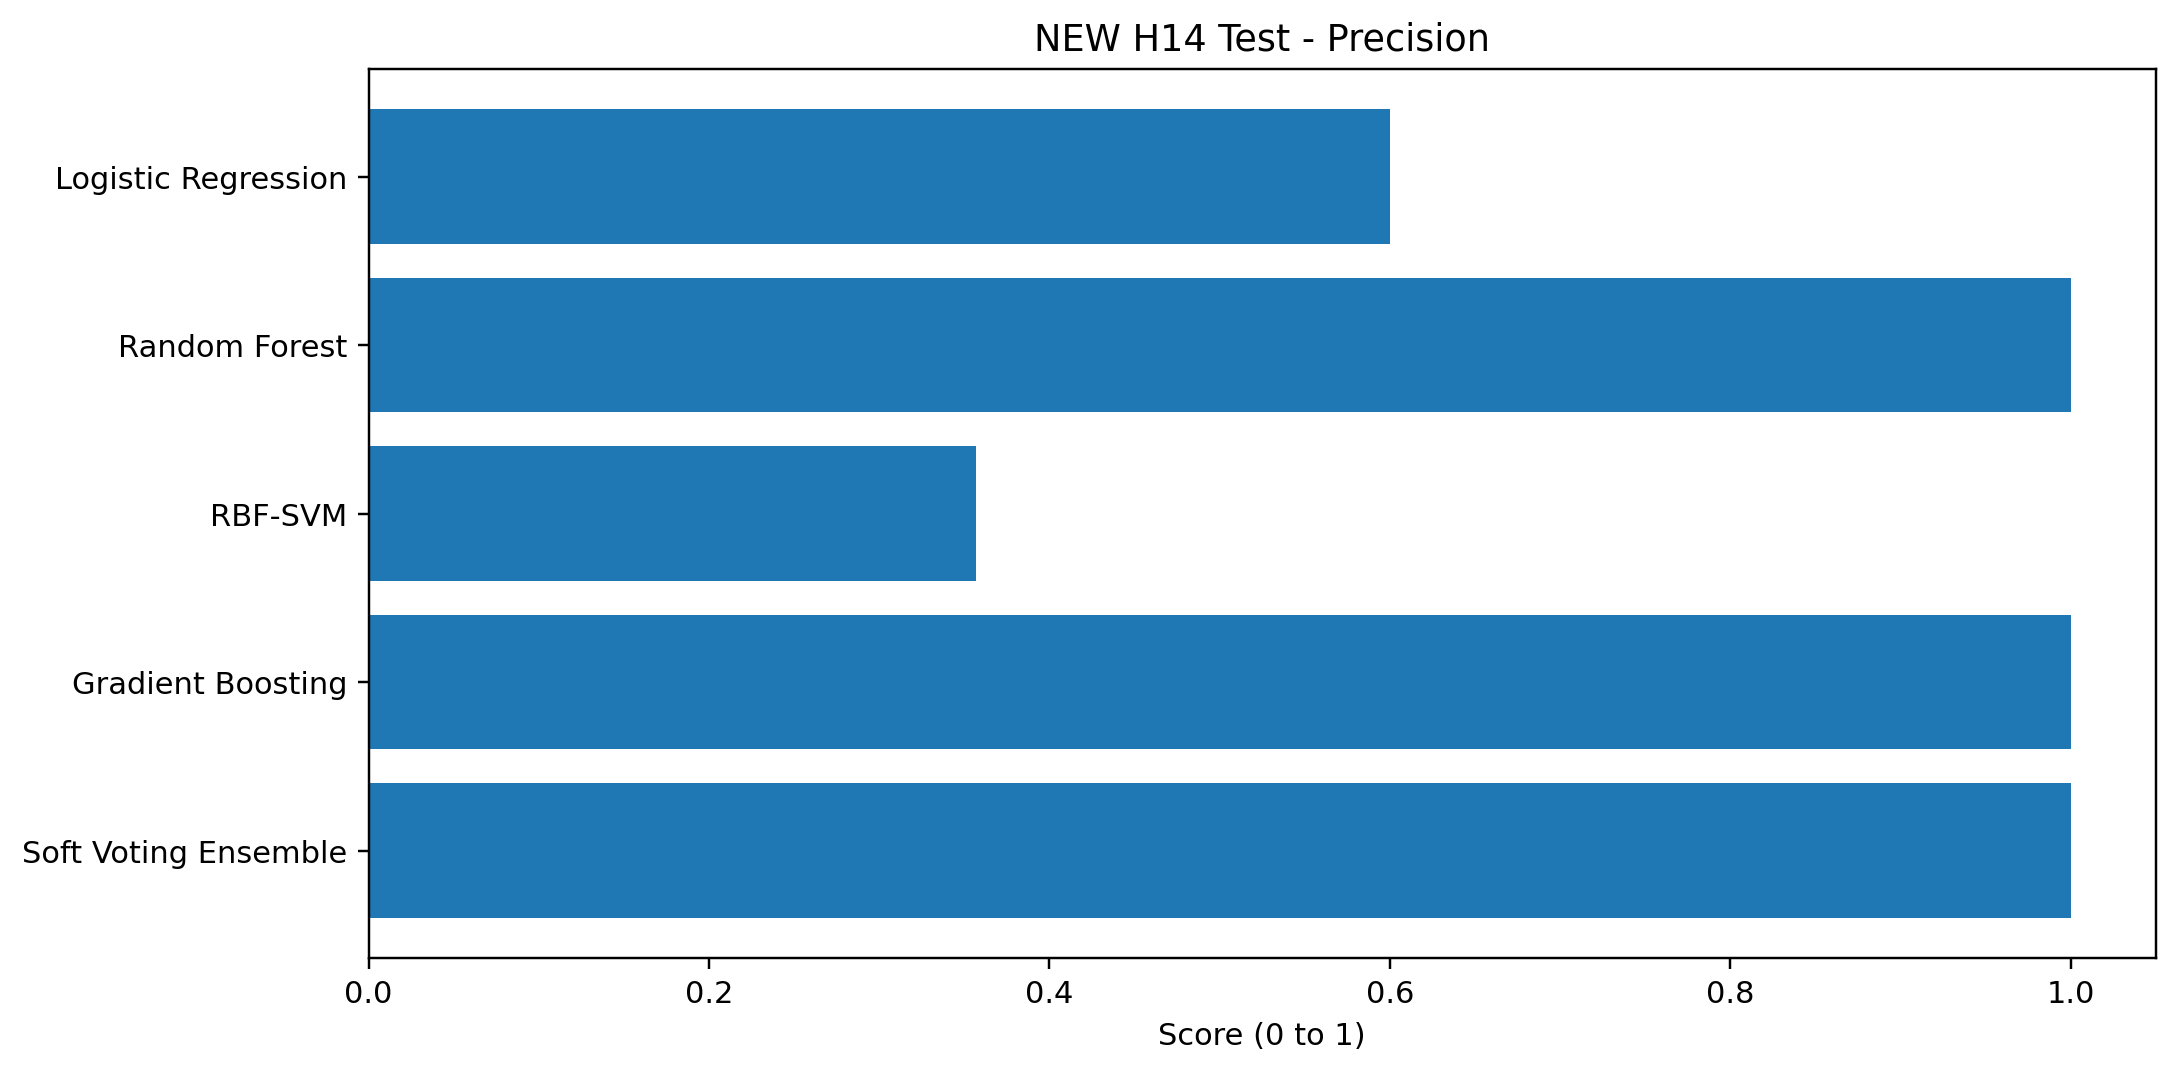 NEW H14 Test - Precision
Logistic Regression
Random Forest
RBF-SVM
Gradient Boosting
Soft Voting Ensemble
0.0 0.2 0.4 0.6 0.8 1.0
Score (0 to 1)